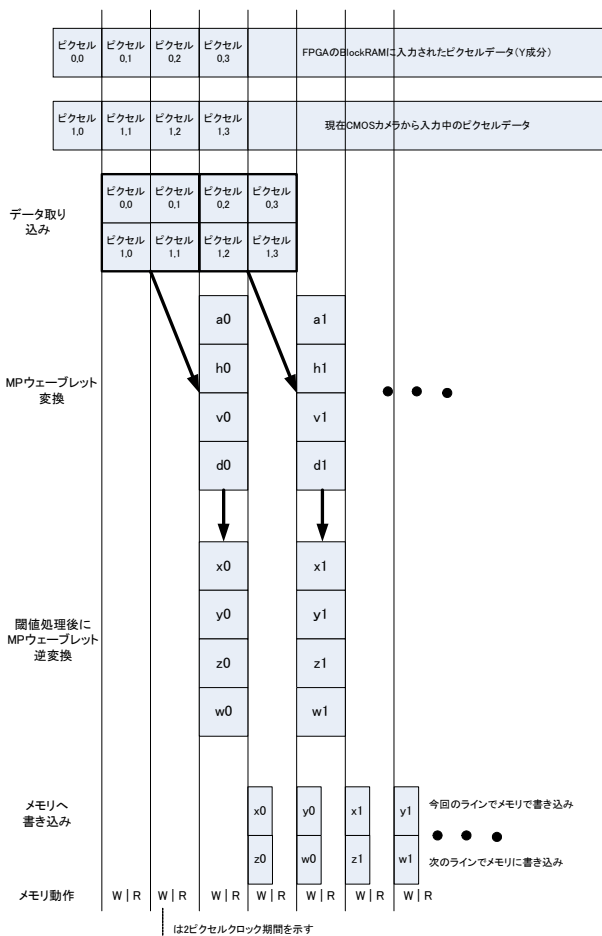 ピクセル
0,0
ピクセル
0,1
ピクセル
0,2
ピクセル
0,3
FPGAのBlockRAMに入力されたピクセルデータ(Y成分)
ピクセル
1,0
ピクセル
1,1
ピクセル
1,2
ピクセル
1,3
現在CMOSカメラから入力中のピクセルデータ
データ取り
込み
ピクセル
0,0
ピクセル
0,1
ピクセル
0,2
ピクセル
0,3
ピクセル
1,0
ピクセル
1,1
ピクセル
1,2
ピクセル
1,3
MPウェーブレット
変換
a0
h0
v0
d0
a1
h1
v1
d1
閾値処理後に
MPウェーブレット
逆変換
x0
y0
z0
w0
x1
y1
z1
w1
メモリへ
書き込み
x0
y0
x1
y1
今回のラインでメモリで書き込み
z0
w0
z1
w1
次のラインでメモリに書き込み
メモリ動作
W|R W|R W|R W|R W|R W|R W|R
は2ピクセルクロック期間を示す